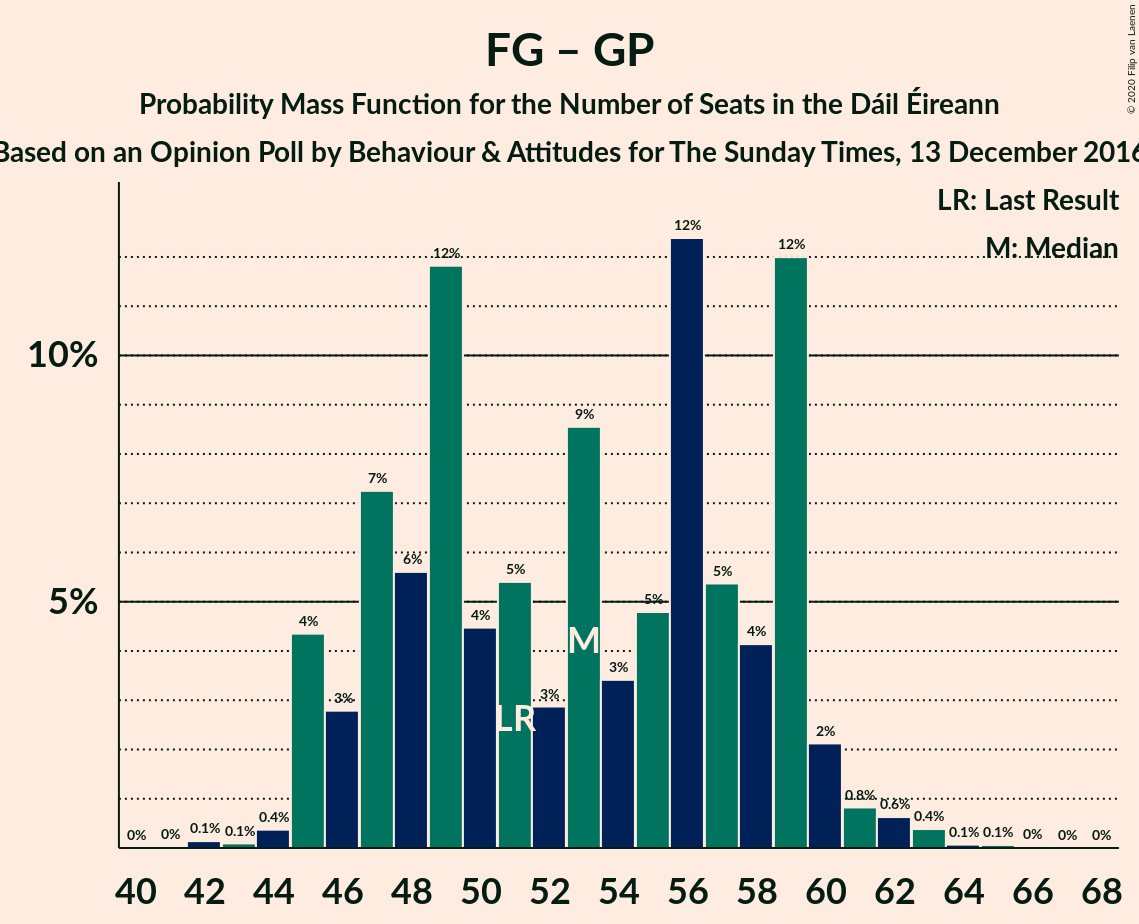 FG – GP
Probability Mass Function for the Number of Seats in the Dáil Éireann
Based on an Opinion Poll by Behaviour & Attitudes for The Sunday Times, 13 December 2016
© 2020 Filip van Laenen
LR: Last Result
M: Median
10%
5%
0% 0% 0.1% 0.1% 0.4% 4% 3% 7% 6% 12% 4% 5% 3% 9% 3% 5% 12% 5% 4% 12% 2% 0.8% 0.6% 0.4% 0.1% 0.1% 0% 0% 0%
M
LR
40 42 44 46 48 50 52 54 56 58 60 62 64 66 68